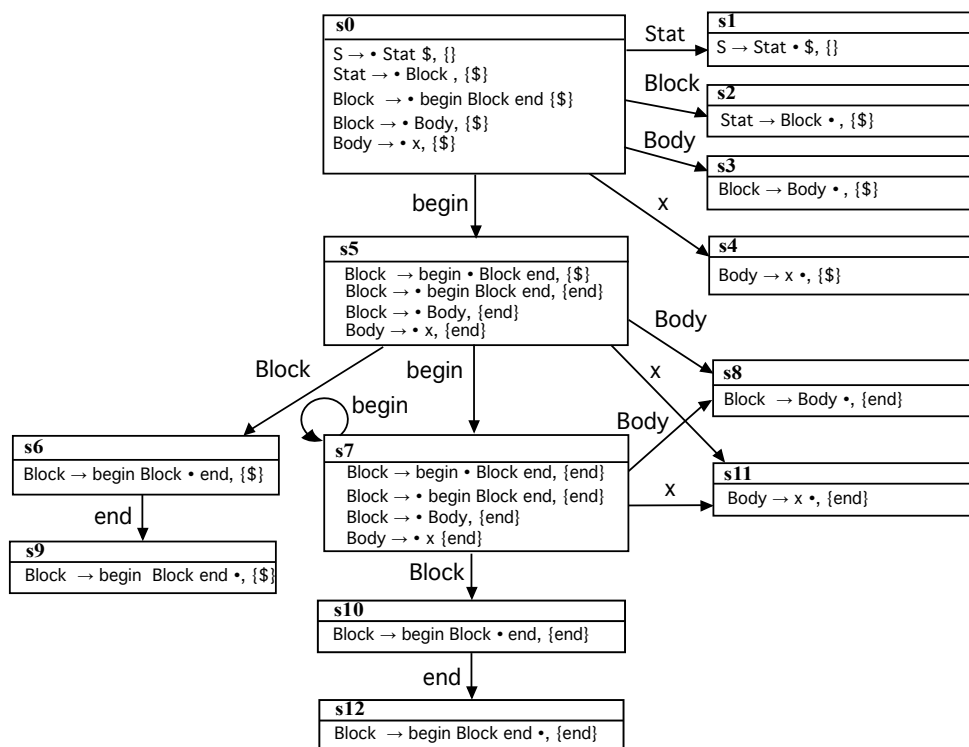 s0
S → • Stat $, {}
Stat → • Block , {$}
Block → • begin Block end {$}
Block → • Body, {$}
Body → • x, {$}
Stat
s1
S → Stat • $, {}
Block
s2
Stat → Block • , {$}
Body
s3
Block → Body • , {$}
x
s4
Body → x •, {$}
begin
s5
Block → begin • Block end, {$}
Block → • begin Block end, {end}
Block → • Body, {end}
Body → • x, {end}
Block
begin
Body
x
s8
Block → Body •, {end}
begin
Body
s6
Block → begin Block • end, {$}
s7
Block → begin • Block end, {end}
Block → • begin Block end, {end}
Block → • Body, {end}
Body → • x {end}
x
s11
Body → x •, {end}
end
s9
Block → begin Block end •, {$}
Block
s10
Block → begin Block • end, {end}
end
s12
Block → begin Block end •, {end}